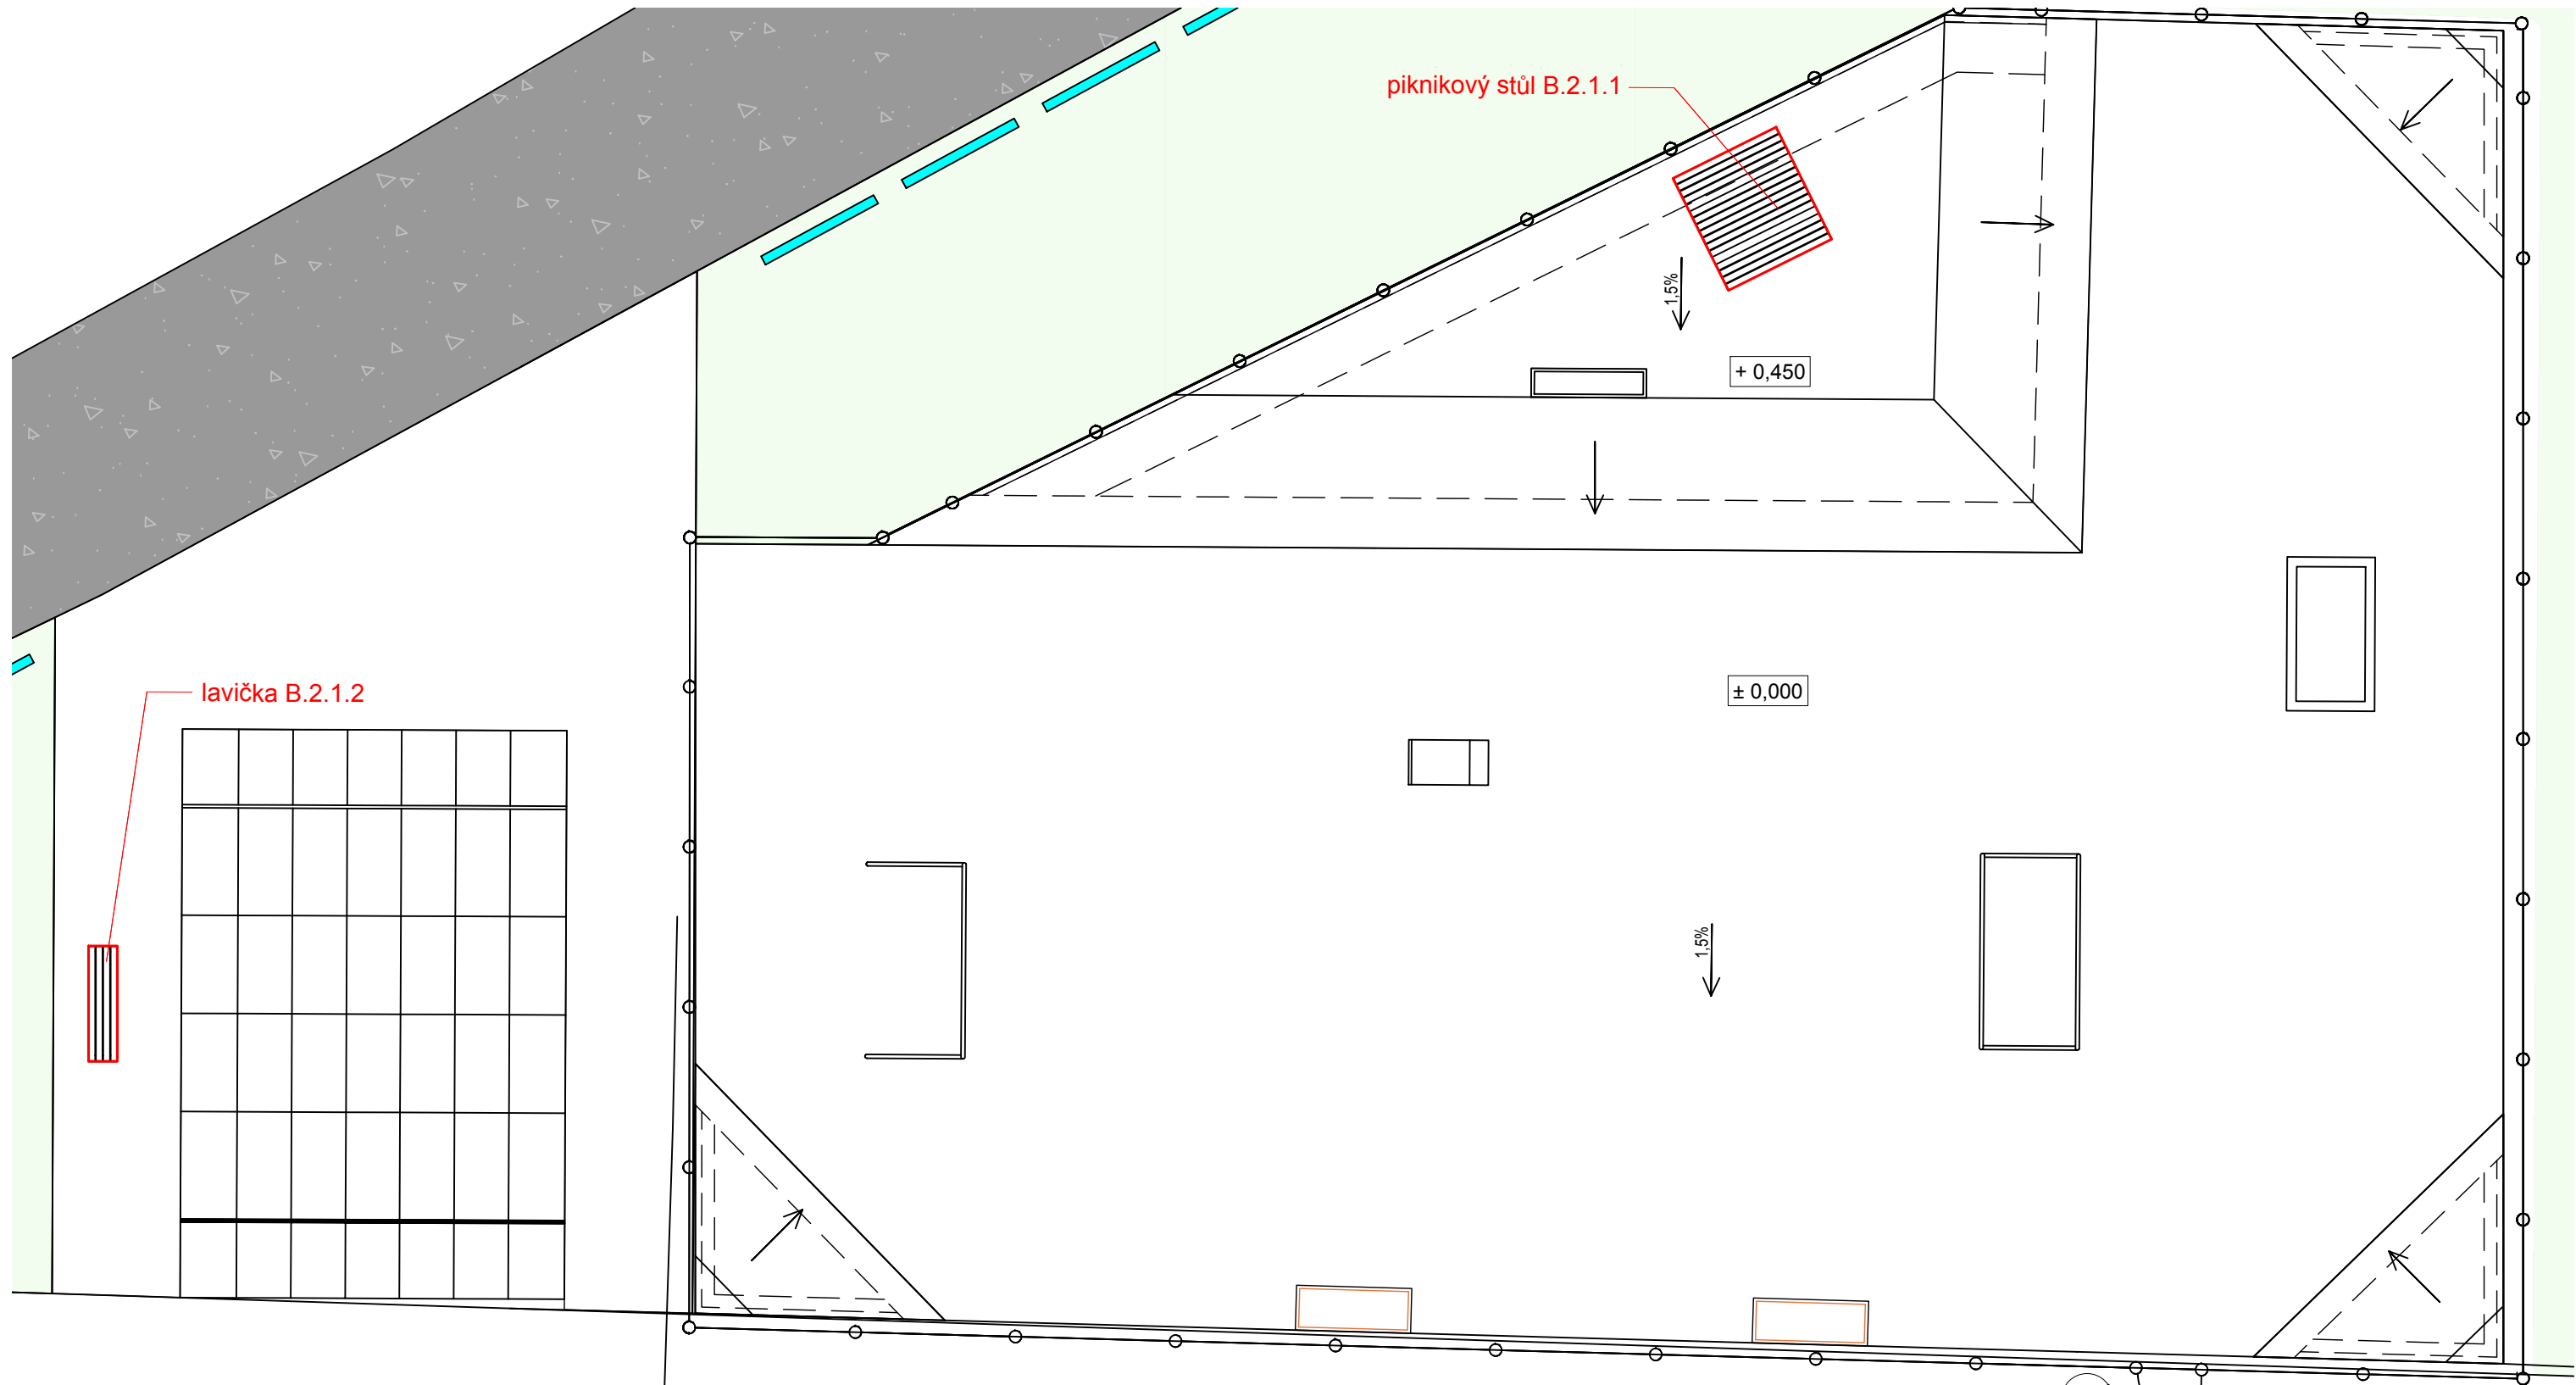 piknikový stůl B.2.1.1
1,5%
+ 0,450
lavička B.2.1.2
± 0,000
1,5%